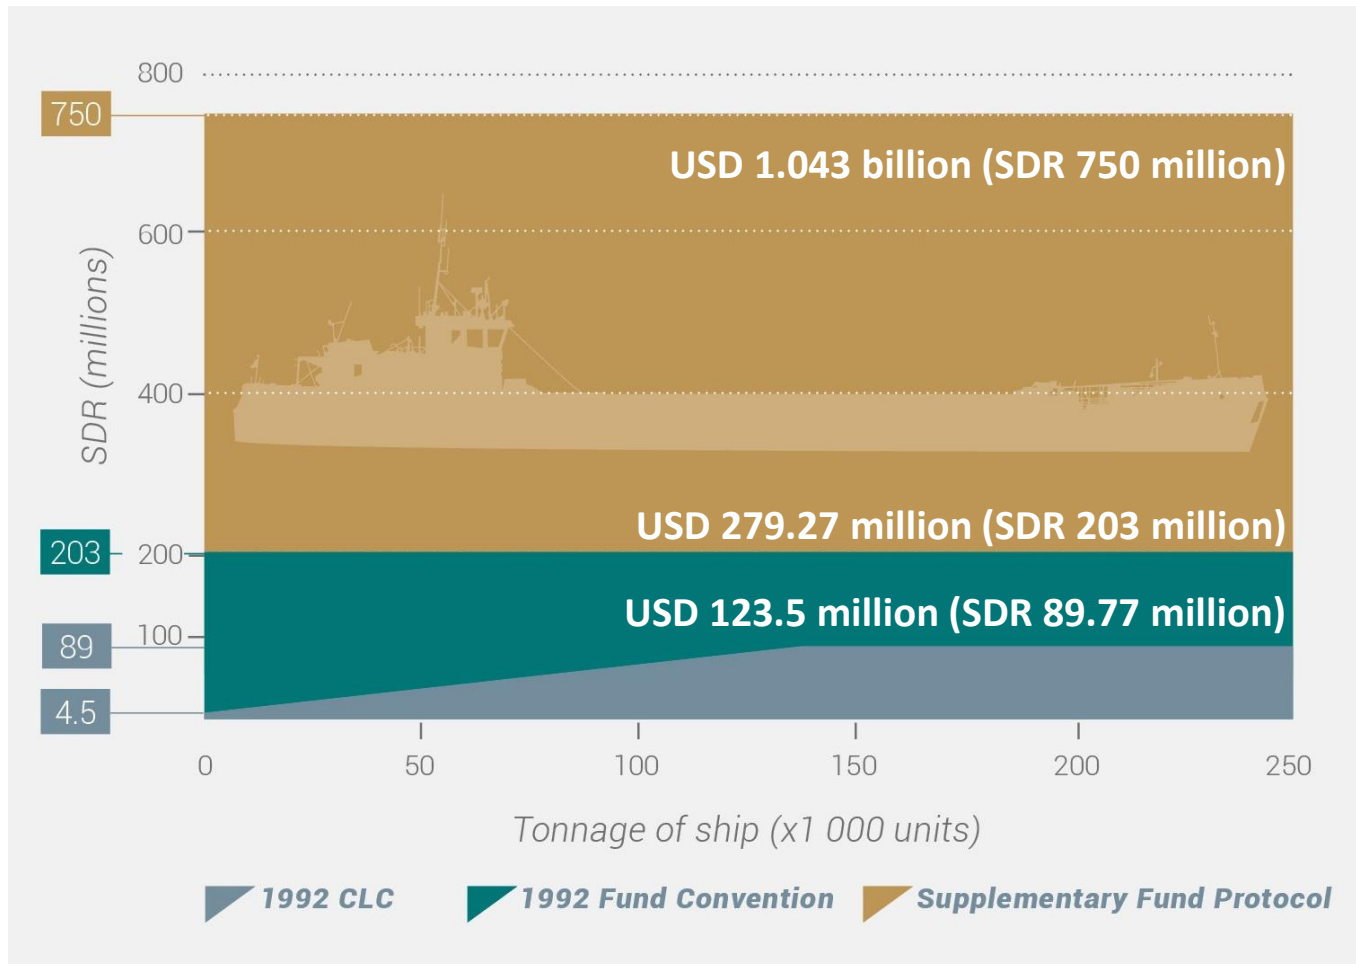 800
750
USD 1.043 billion (SDR 750 million)
600
SDR (millions)
400
USD 279.27 million (SDR 203 million)
203
200
USD 123.5 million (SDR 89.77 million)
100
89
4.5
0 50 100 150 200 250
Tonnage of ship (x1 000 units)
1992 CLC 1992 Fund Convention Supplementary Fund Protocol